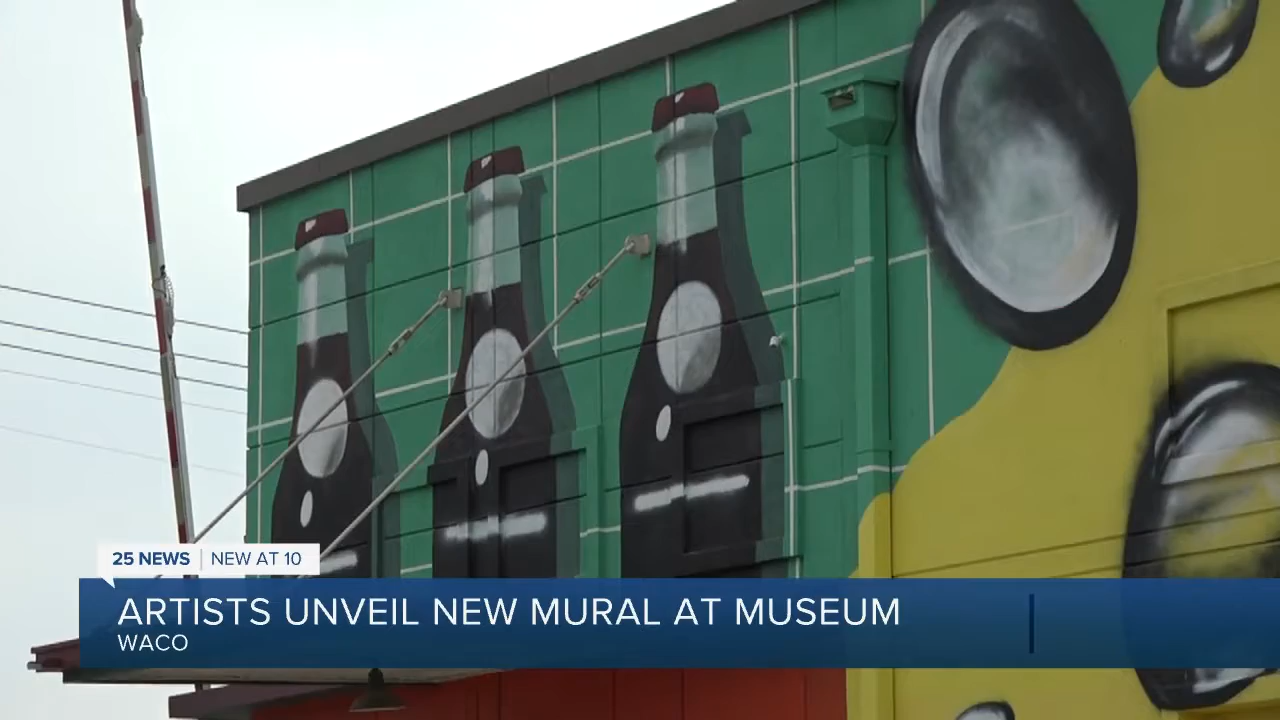 25 NEWS | NEW AT 10
ARTISTS UNVEIL NEW MURAL AT MUSEUM
WACO